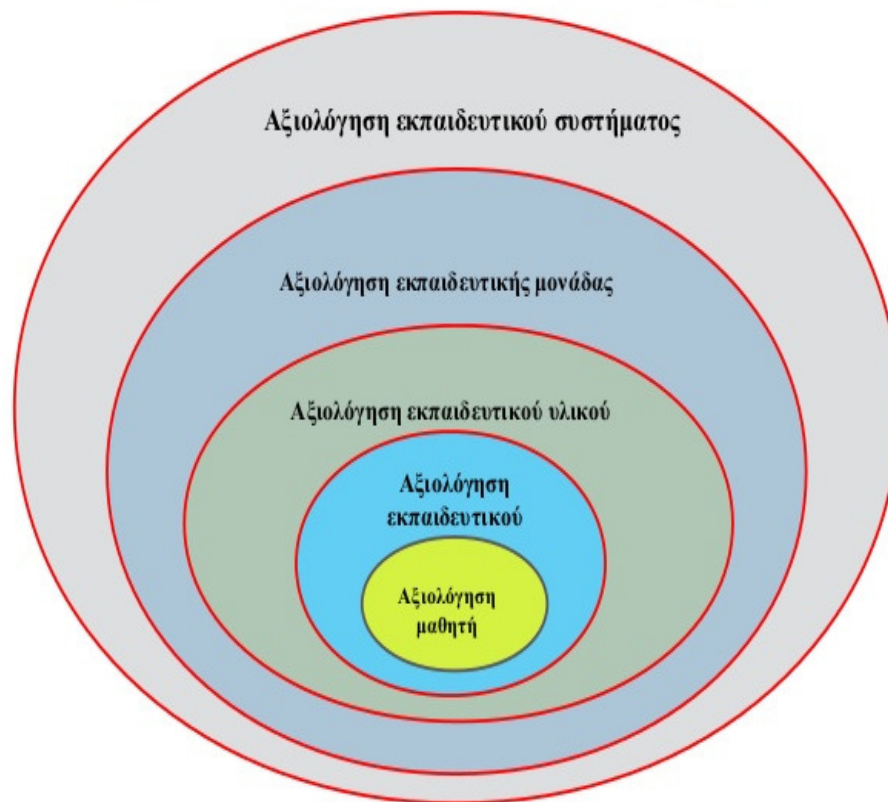 Αξιολόγηση εκπαιδευτικού συστήματος
Αξιολόγηση εκπαιδευτικής μονάδας
Αξιολόγηση εκπαιδευτικού υλικού
Αξιολόγηση
εκπαιδευτικού
Αξιολόγηση
μαθητή